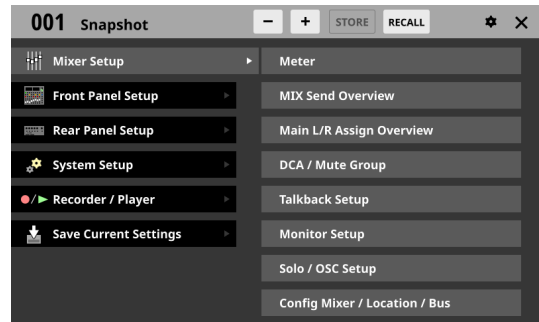 001 Snapshot
− + STORE RECALL
Mixer Setup
Front Panel Setup
Rear Panel Setup
System Setup
Recorder / Player
Save Current Settings
Meter
MIX Send Overview
Main L/R Assign Overview
DCA / Mute Group
Talkback Setup
Monitor Setup
Solo / OSC Setup
Config Mixer / Location / Bus